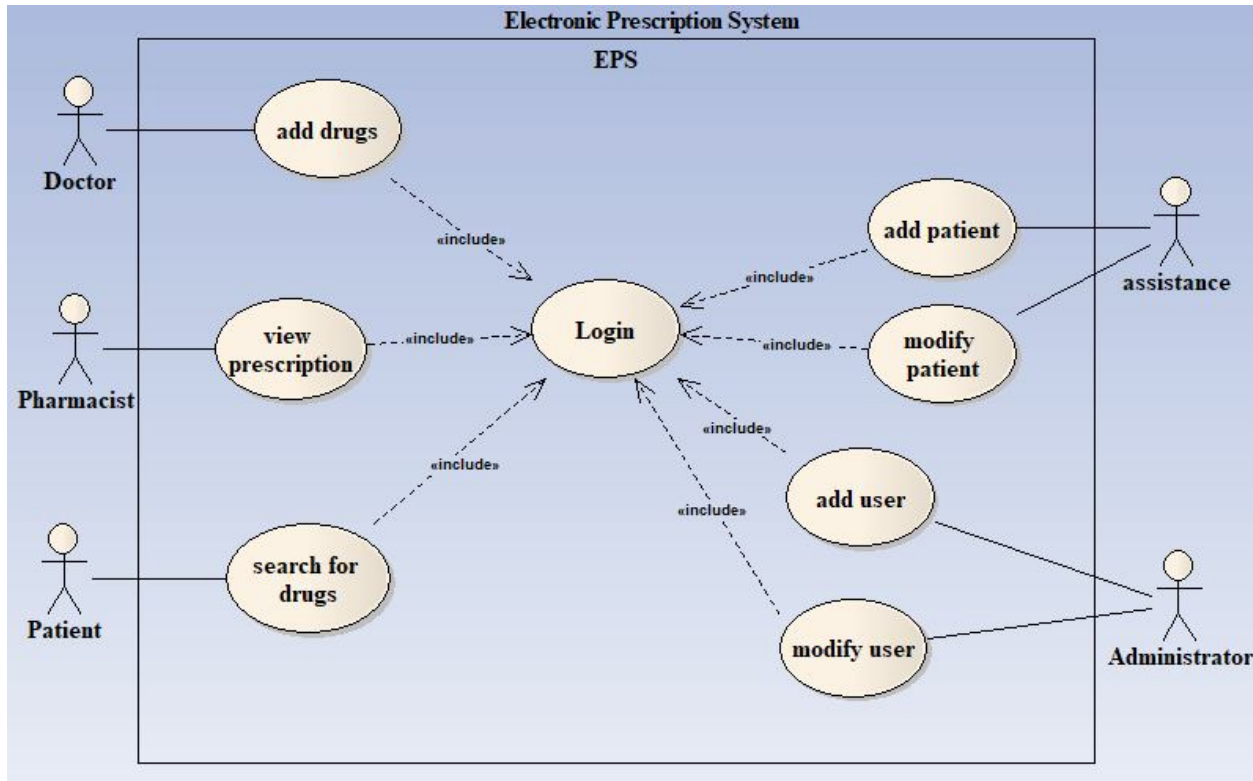 Electronic Prescription System
EPS
add drugs
Doctor
«include»
add patient
«include»
assistance
Login
view
prescription
«include»
«include»
modify
patient
Pharmacist
«include»
«include»
add user
«include»
search for
drugs
Patient
modify user
Administrator